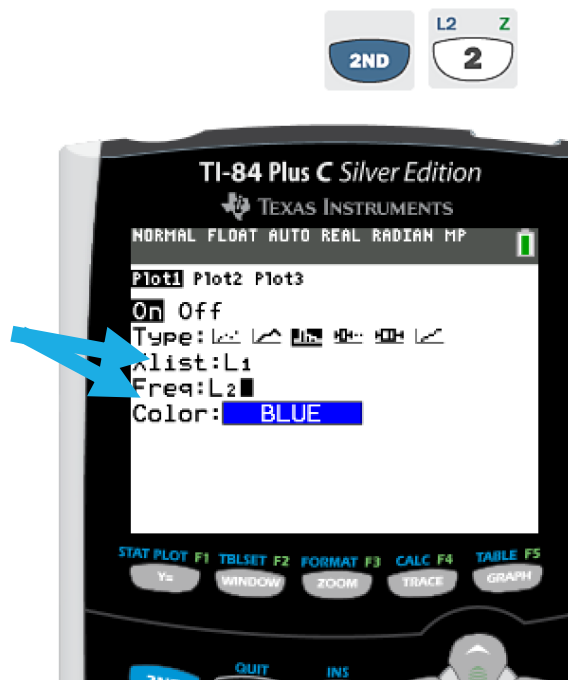 L2 Z
2ND 2
TI-84 Plus C Silver Edition
TEXAS INSTRUMENTS
NORMAL FLOAT AUTO REAL RADIAN MP
Plot1 Plot2 Plot3
On Off
Type:
Xlist:L1
Freq:L2
Color: BLUE
STAT PLOT F1 TBLSET F2 FORMAT F3 CALC F4 TABLE F5
Y= WINDOW ZOOM TRACE GRAPH
QUIT INS
2ND